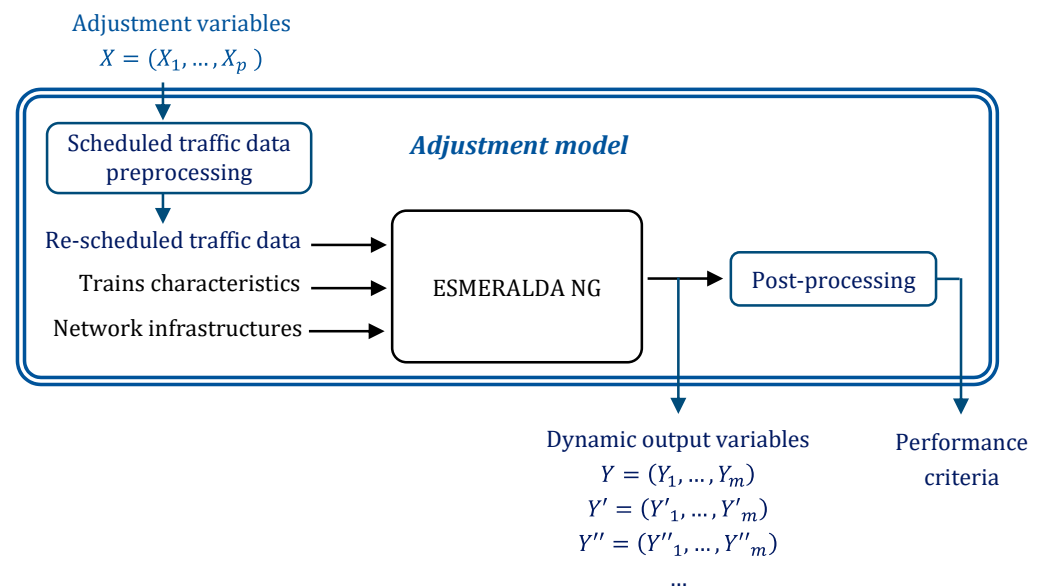 Adjustment variables
X = (X₁, ..., Xₚ )
Scheduled traffic data
preprocessing
Adjustment model
Re-scheduled traffic data
Trains characteristics
Network infrastructures
ESMERALDA NG
Post-processing
Dynamic output variables
Y = (Y₁, ..., Yₘ)
Y′ = (Y′₁, ..., Y′ₘ)
Y′′ = (Y′′₁, ..., Y′′ₘ)
...
Performance
criteria